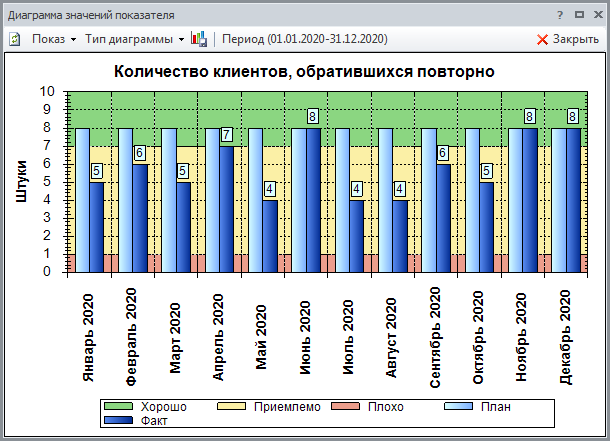 Диаграмма значений показателя
Показ Тип диаграммы Период (01.01.2020-31.12.2020) Закрыть
Количество клиентов, обратившихся повторно
Штуки
10
9
8
7
6
5
4
3
2
1
0
5 6 5 7 4 8 4 4 6 5 8 8
Январь 2020
Февраль 2020
Март 2020
Апрель 2020
Май 2020
Июнь 2020
Июль 2020
Август 2020
Сентябрь 2020
Октябрь 2020
Ноябрь 2020
Декабрь 2020
Хорошо Приемлемо Плохо План
Факт